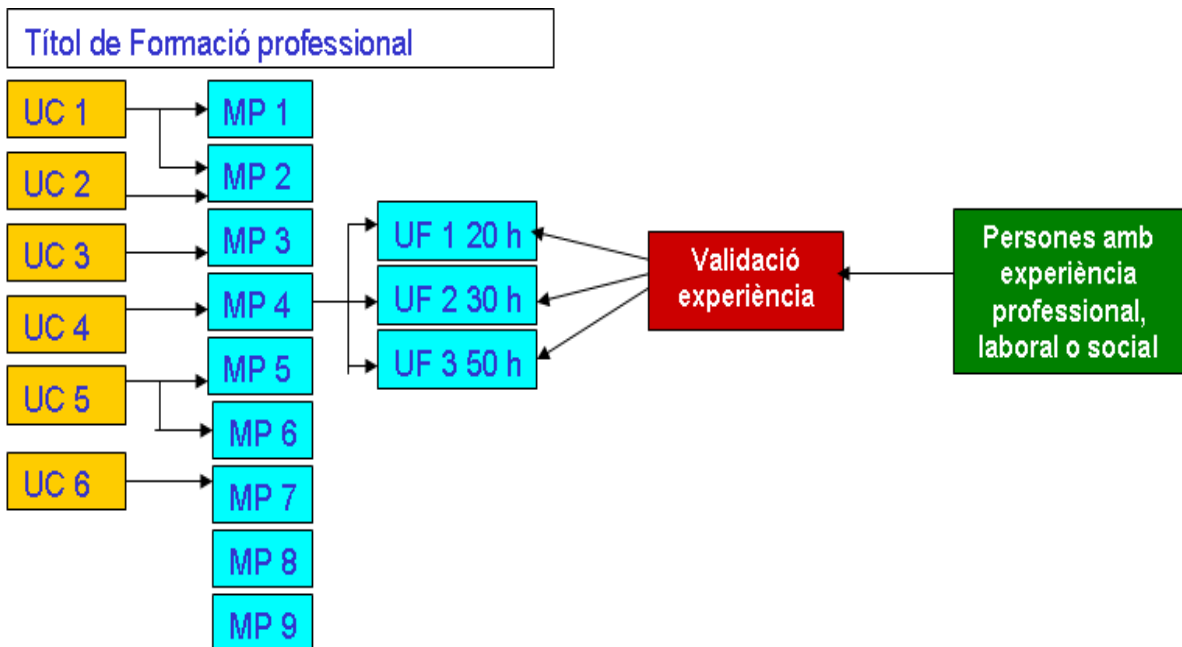 Títol de Formació professional
UC 1
UC 2
UC 3
UC 4
UC 5
UC 6
MP 1
MP 2
MP 3
MP 4
MP 5
MP 6
MP 7
MP 8
MP 9
UF 1 20 h
UF 2 30 h
UF 3 50 h
Validació
experiència
Persones amb
experiència
professional,
laboral o social